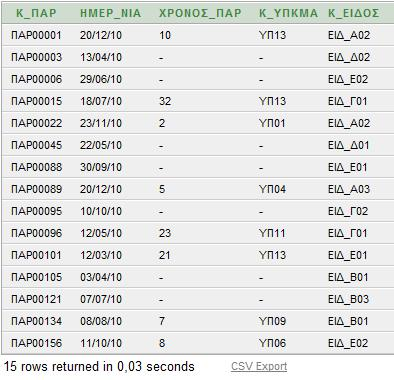 Κ_ΠΑΡ ΗΜΕΡ_ΝΙΑ ΧΡΟΝΟΣ_ΠΑΡ Κ_ΥΠΚΜΑ Κ_ΕΙΔΟΣ
ΠΑΡ00001 20/12/10 10 ΥΠ13 ΕΙΔ_Α02
ΠΑΡ00003 13/04/10 - - ΕΙΔ_Δ02
ΠΑΡ00006 29/06/10 - - ΕΙΔ_Ε02
ΠΑΡ00015 18/07/10 32 ΥΠ13 ΕΙΔ_Γ01
ΠΑΡ00022 23/11/10 2 ΥΠ01 ΕΙΔ_Α02
ΠΑΡ00045 22/05/10 - - ΕΙΔ_Δ01
ΠΑΡ00088 30/09/10 - - ΕΙΔ_Ε01
ΠΑΡ00089 20/12/10 5 ΥΠ04 ΕΙΔ_Α03
ΠΑΡ00095 10/10/10 - - ΕΙΔ_Γ02
ΠΑΡ00096 12/05/10 23 ΥΠ11 ΕΙΔ_Γ01
ΠΑΡ00101 12/03/10 21 ΥΠ13 ΕΙΔ_Ε01
ΠΑΡ00105 03/04/10 - - ΕΙΔ_Β01
ΠΑΡ00121 07/07/10 - - ΕΙΔ_Β03
ΠΑΡ00134 08/08/10 7 ΥΠ09 ΕΙΔ_Β01
ΠΑΡ00156 11/10/10 8 ΥΠ06 ΕΙΔ_Ε02
15 rows returned in 0,03 seconds CSV Export